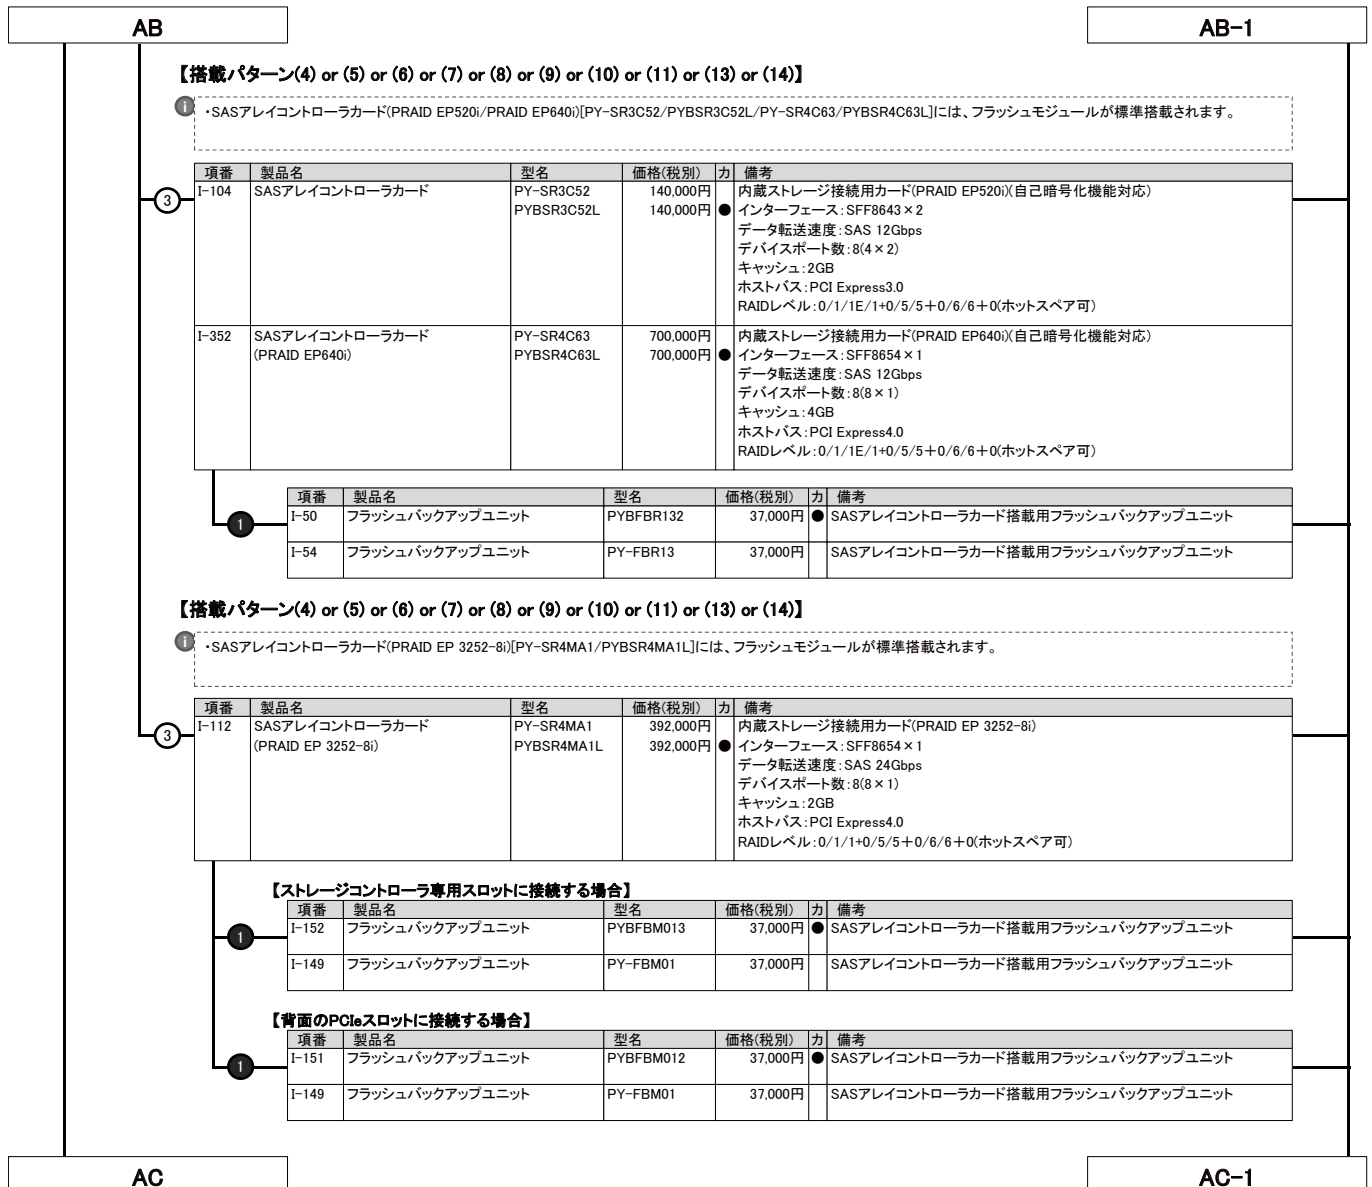 AB
AB-1
【搭載パターン(4) or (5) or (6) or (7) or (8) or (9) or (10) or (11) or (13) or (14)】
i
・SASアレイコントローラカード(PRAID EP520i/PRAID EP640i)[PY-SR3C52/PYBSR3C52L/PY-SR4C63/PYBSR4C63L]には、フラッシュモジュールが標準搭載されます。
項番 製品名 型名 価格(税別) カ 備考
3
I-104 SASアレイコントローラカード PY-SR3C52 140,000円 内蔵ストレージ接続用カード(PRAID EP520i)(自己暗号化機能対応)
PYBSR3C52L 140,000円 ● インターフェース:SFF8643×2
データ転送速度:SAS 12Gbps
デバイスポート数:8(4×2)
キャッシュ:2GB
ホストバス:PCI Express3.0
RAIDレベル:0/1/1E/1+0/5/5+0/6/6+0(ホットスペア可)
I-352 SASアレイコントローラカード PY-SR4C63 700,000円 内蔵ストレージ接続用カード(PRAID EP640i)(自己暗号化機能対応)
(PRAID EP640i) PYBSR4C63L 700,000円 ● インターフェース:SFF8654×1
データ転送速度:SAS 12Gbps
デバイスポート数:8(8×1)
キャッシュ:4GB
ホストバス:PCI Express4.0
RAIDレベル:0/1/1E/1+0/5/5+0/6/6+0(ホットスペア可)
項番 製品名 型名 価格(税別) カ 備考
1
I-50 フラッシュバックアップユニット PYBFBR132 37,000円 ● SASアレイコントローラカード搭載用フラッシュバックアップユニット
I-54 フラッシュバックアップユニット PY-FBR13 37,000円 SASアレイコントローラカード搭載用フラッシュバックアップユニット
【搭載パターン(4) or (5) or (6) or (7) or (8) or (9) or (10) or (11) or (13) or (14)】
i
・SASアレイコントローラカード(PRAID EP 3252-8i)[PY-SR4MA1/PYBSR4MA1L]には、フラッシュモジュールが標準搭載されます。
項番 製品名 型名 価格(税別) カ 備考
3
I-112 SASアレイコントローラカード PY-SR4MA1 392,000円 内蔵ストレージ接続用カード(PRAID EP 3252-8i)
(PRAID EP 3252-8i) PYBSR4MA1L 392,000円 ● インターフェース:SFF8654×1
データ転送速度:SAS 24Gbps
デバイスポート数:8(8×1)
キャッシュ:2GB
ホストバス:PCI Express4.0
RAIDレベル:0/1/1+0/5/5+0/6/6+0(ホットスペア可)
【ストレージコントローラ専用スロットに接続する場合】
項番 製品名 型名 価格(税別) カ 備考
1
I-152 フラッシュバックアップユニット PYBFBM013 37,000円 ● SASアレイコントローラカード搭載用フラッシュバックアップユニット
I-149 フラッシュバックアップユニット PY-FBM01 37,000円 SASアレイコントローラカード搭載用フラッシュバックアップユニット
【背面のPCIeスロットに接続する場合】
項番 製品名 型名 価格(税別) カ 備考
1
I-151 フラッシュバックアップユニット PYBFBM012 37,000円 ● SASアレイコントローラカード搭載用フラッシュバックアップユニット
I-149 フラッシュバックアップユニット PY-FBM01 37,000円 SASアレイコントローラカード搭載用フラッシュバックアップユニット
AC
AC-1